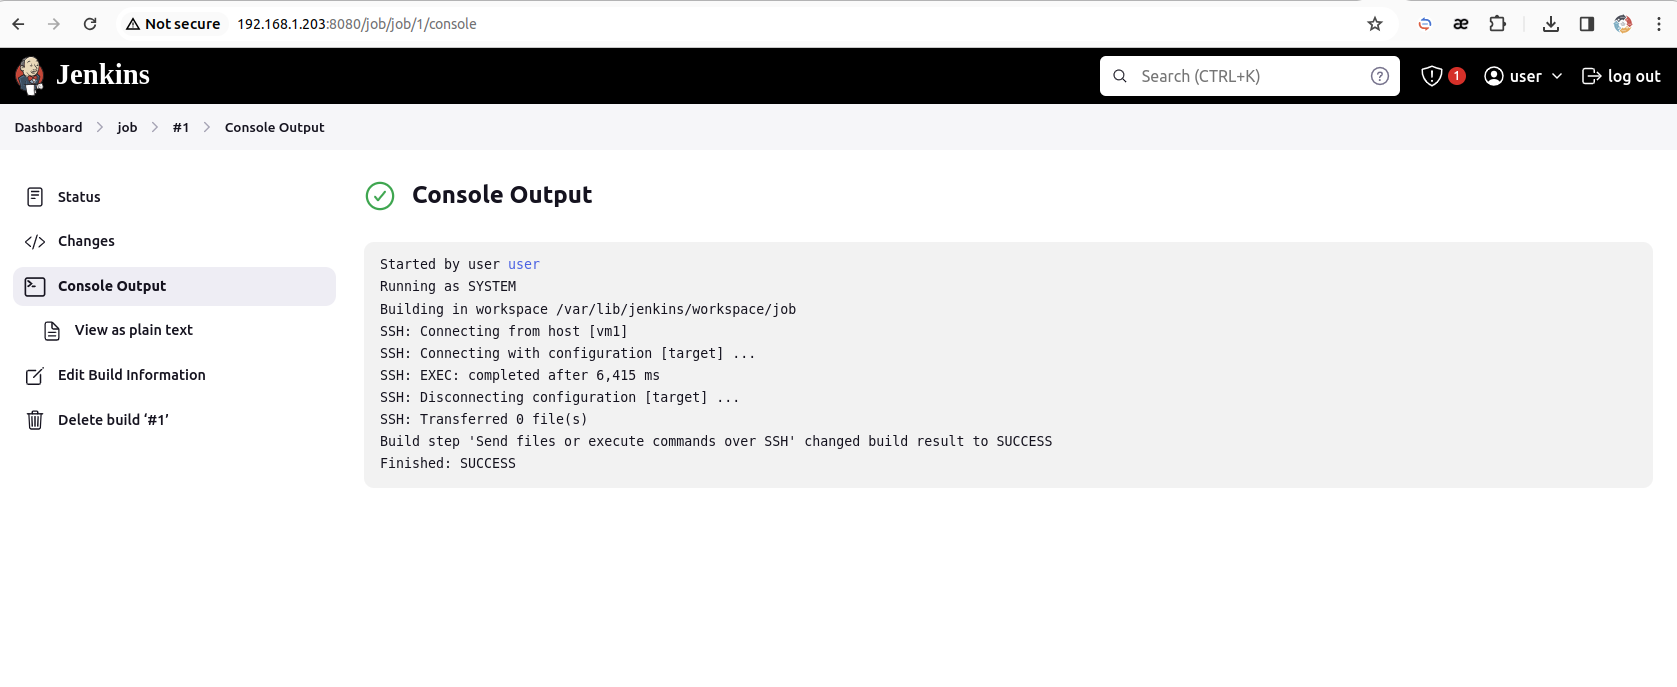 Not secure 192.168.1.203:8080/job/job/1/console
æ
Jenkins
Search (CTRL+K)
?
1
user
log out
Dashboard
job
#1
Console Output
Status
Changes
Console Output
View as plain text
Edit Build Information
Delete build ‘#1’
Console Output
Started by user user
Running as SYSTEM
Building in workspace /var/lib/jenkins/workspace/job
SSH: Connecting from host [vm1]
SSH: Connecting with configuration [target] ...
SSH: EXEC: completed after 6,415 ms
SSH: Disconnecting configuration [target] ...
SSH: Transferred 0 file(s)
Build step 'Send files or execute commands over SSH' changed build result to SUCCESS
Finished: SUCCESS